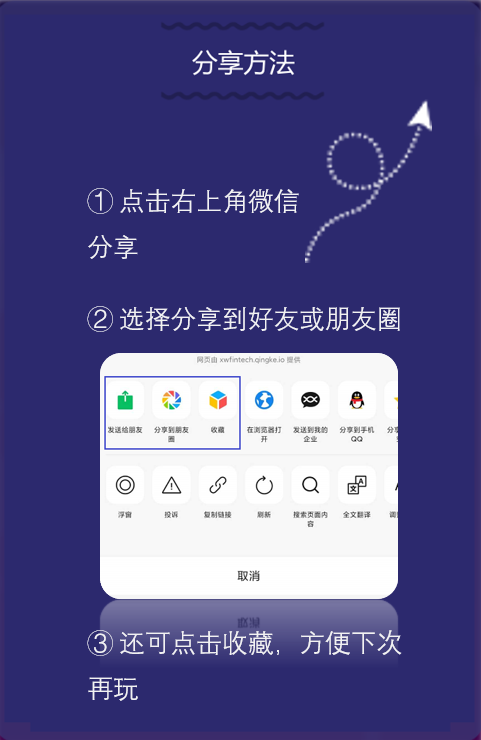 分享方法
① 点击右上角微信
分享
② 选择分享到好友或朋友圈
网页由 xwfintech.qingke.io 提供
发送给朋友 分享到朋友圈 收藏 在浏览器打开 发送到我的企业 分享到手机QQ
浮窗 投诉 复制链接 刷新 搜索页面内容 全文翻译
取消
③ 还可点击收藏，方便下次
再玩